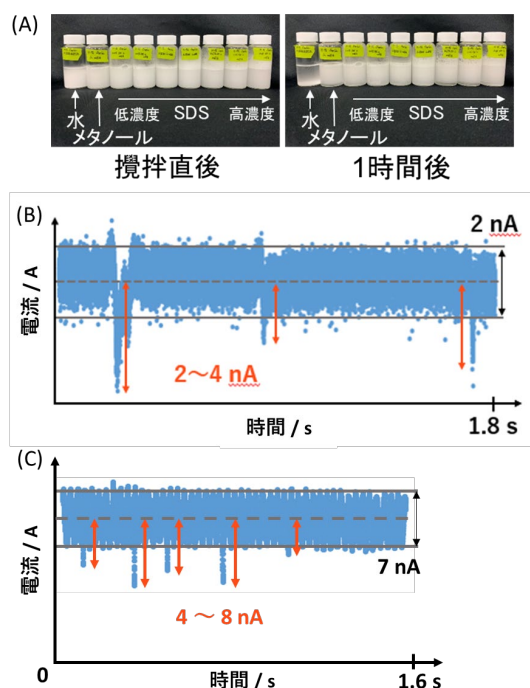 (A)
水
メタノール
低濃度 SDS 高濃度
攪拌直後
水
メタノール
低濃度 SDS 高濃度
1時間後
(B)
電流 / A
2 nA
2～4 nA
1.8 s
時間 / s
(C)
電流 / A
7 nA
4 ～ 8 nA
0
時間 / s
1.6 s